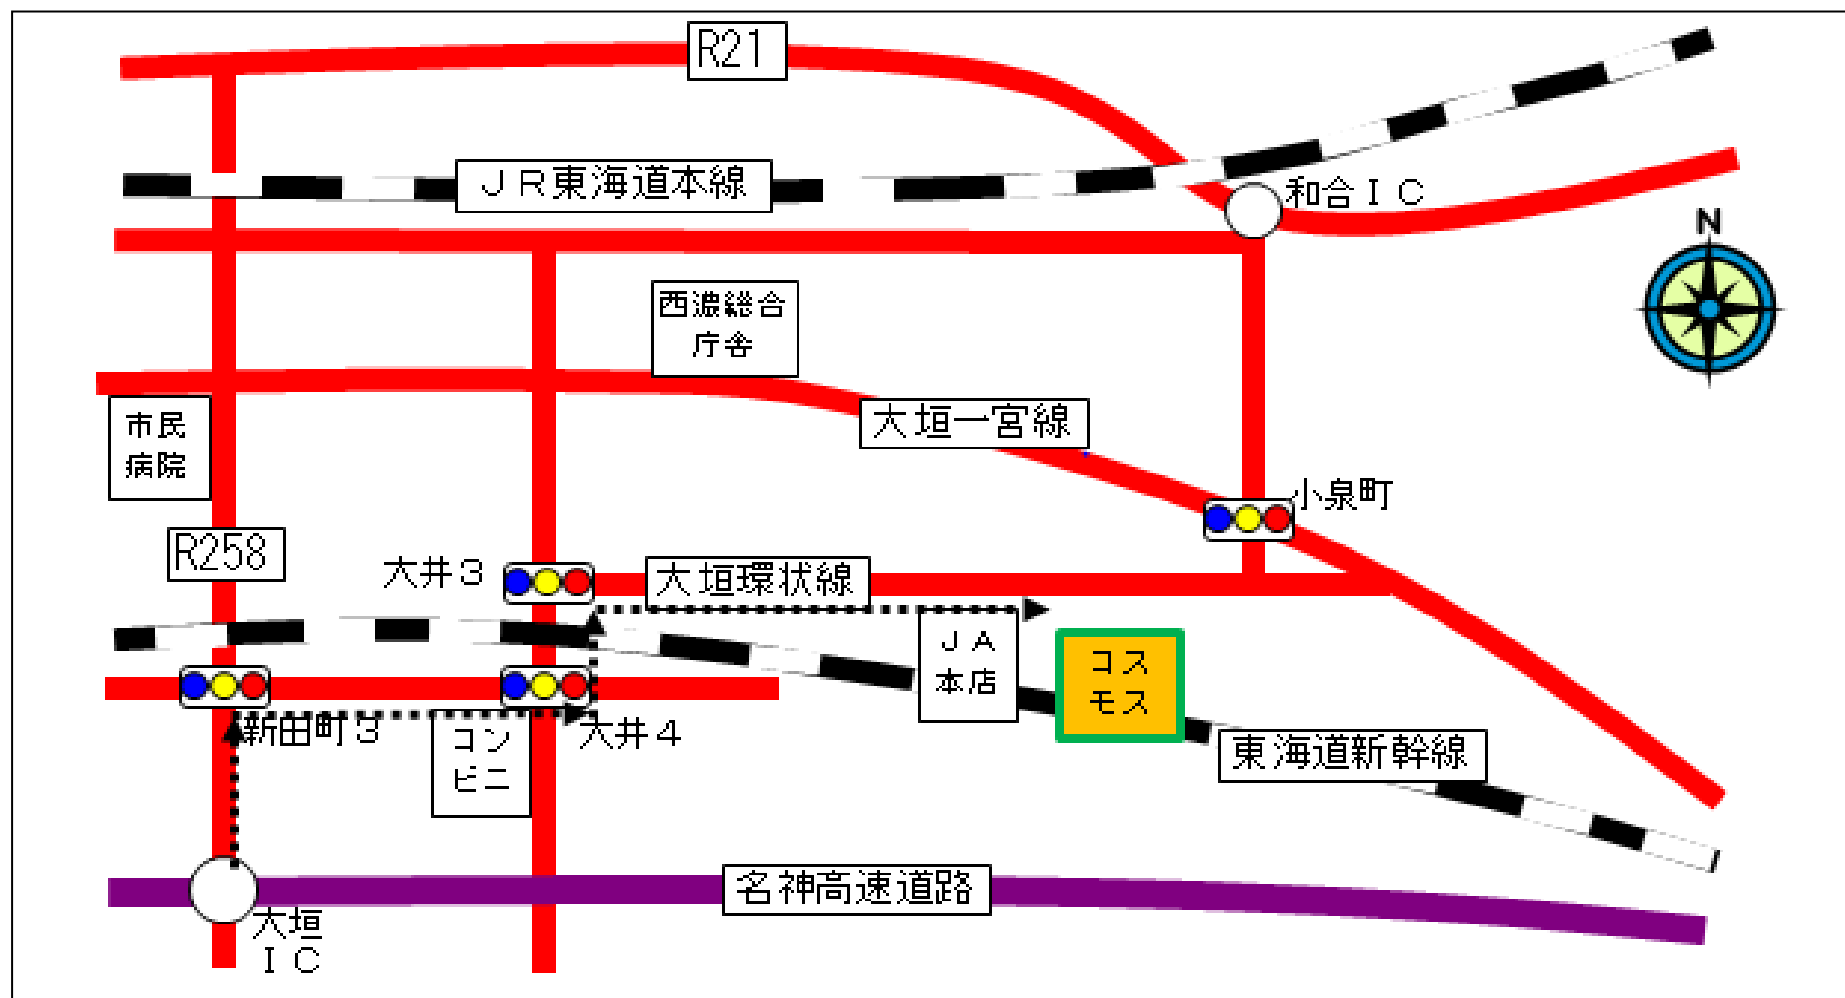 R21
ＪＲ東海道本線
和合ＩＣ
N
西濃総合
庁舎
市民
病院
大垣一宮線
小泉町
R258
大井３
大垣環状線
ＪＡ
本店
コス
モス
新田町３
コン
ビニ
大井４
東海道新幹線
名神高速道路
大垣
ＩＣ